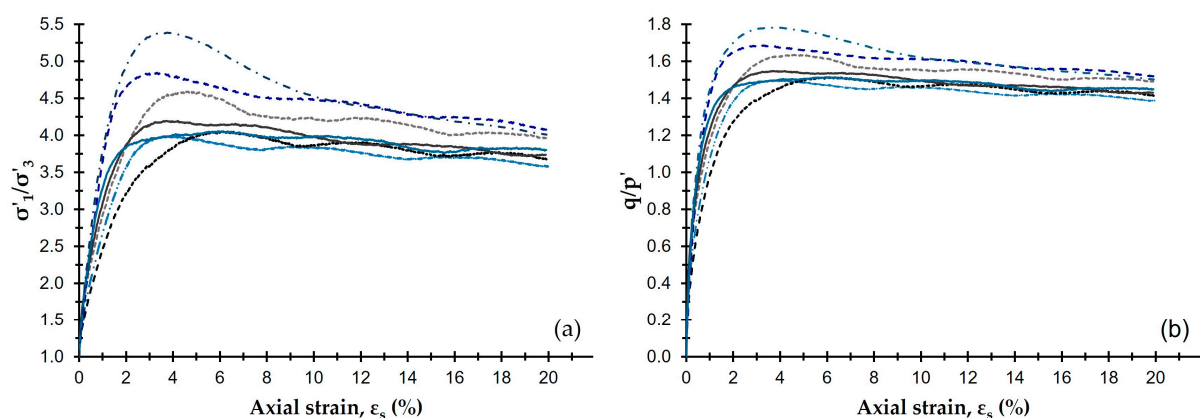 5.5
5.0
4.5
4.0
3.5
3.0
2.5
2.0
1.5
1.0
σ'₁/σ'₃
0 2 4 6 8 10 12 14 16 18 20
Axial strain, εₛ (%)
(a)
1.8
1.6
1.4
1.2
1.0
0.8
0.6
0.4
0.2
0.0
q/p'
0 2 4 6 8 10 12 14 16 18 20
Axial strain, εₛ (%)
(b)